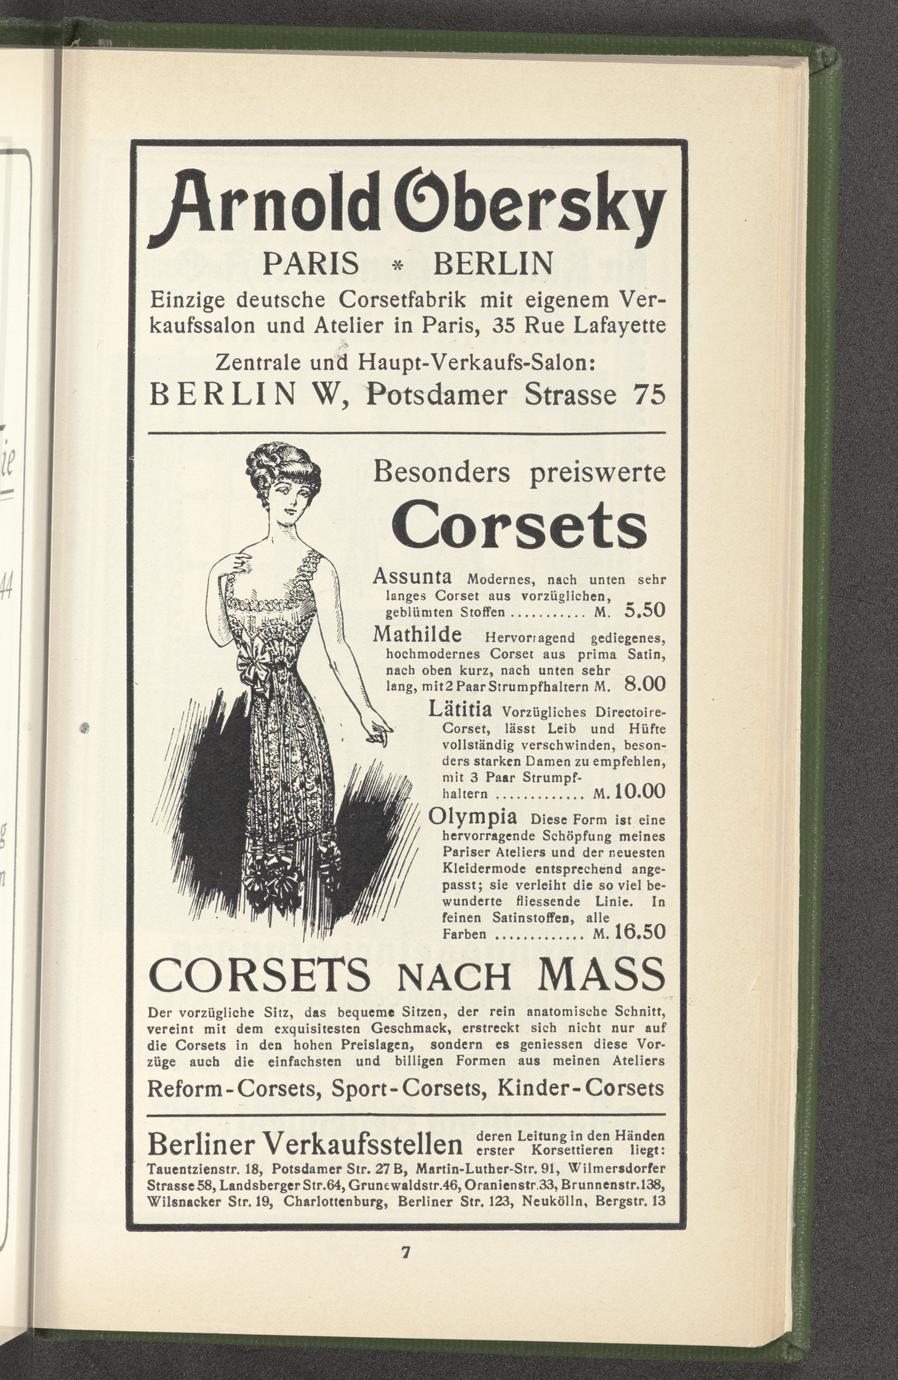 Arnold Obersky
PARIS * BERLIN
Einzige deutsche Corsetfabrik mit eigenem Ver-
kaufssalon und Atelier in Paris, 35 Rue Lafayette
Zentrale und Haupt-Verkaufs-Salon:
BERLIN W, Potsdamer Strasse 75
Besonders preiswerte
Corsets
Assunta Modernes, nach unten sehr
langes Corset aus vorzüglichen,
geblümten Stoffen ........... M. 5.50
Mathilde Hervorragend gediegenes,
hochmodernes Corset aus prima Satin,
nach oben kurz, nach unten sehr
lang, mit 2 Paar Strumpfhaltern M. 8.00
Lätitia Vorzügliches Directoire-
Corset, lässt Leib und Hüfte
vollständig verschwinden, beson-
ders starken Damen zu empfehlen,
mit 3 Paar Strumpf-
haltern ............. M. 10.00
Olympia Diese Form ist eine
hervorragende Schöpfung meines
Pariser Ateliers und der neuesten
Kleidermode entsprechend ange-
passt; sie verleiht die so viel be-
wunderte fliessende Linie. In
feinen Satinstoffen, alle
Farben ............. M. 16.50
CORSETS NACH MASS
Der vorzügliche Sitz, das bequeme Sitzen, der rein anatomische Schnitt,
vereint mit dem exquisitesten Geschmack, erstreckt sich nicht nur auf
die Corsets in den hohen Preislagen, sondern es geniessen diese Vor-
züge auch die einfachsten und billigen Formen aus meinen Ateliers
Reform-Corsets, Sport-Corsets, Kinder-Corsets
Berliner Verkaufsstellen deren Leitung in den Händen
erster Korsettieren liegt:
Tauentzienstr. 18, Potsdamer Str. 27 B, Martin-Luther-Str. 91, Wilmersdorfer
Strasse 58, Landsberger Str. 64, Grunewaldstr. 46, Oranienstr. 33, Brunnenstr. 138,
Wilsnacker Str. 19, Charlottenburg, Berliner Str. 123, Neukölln, Bergstr. 13
7